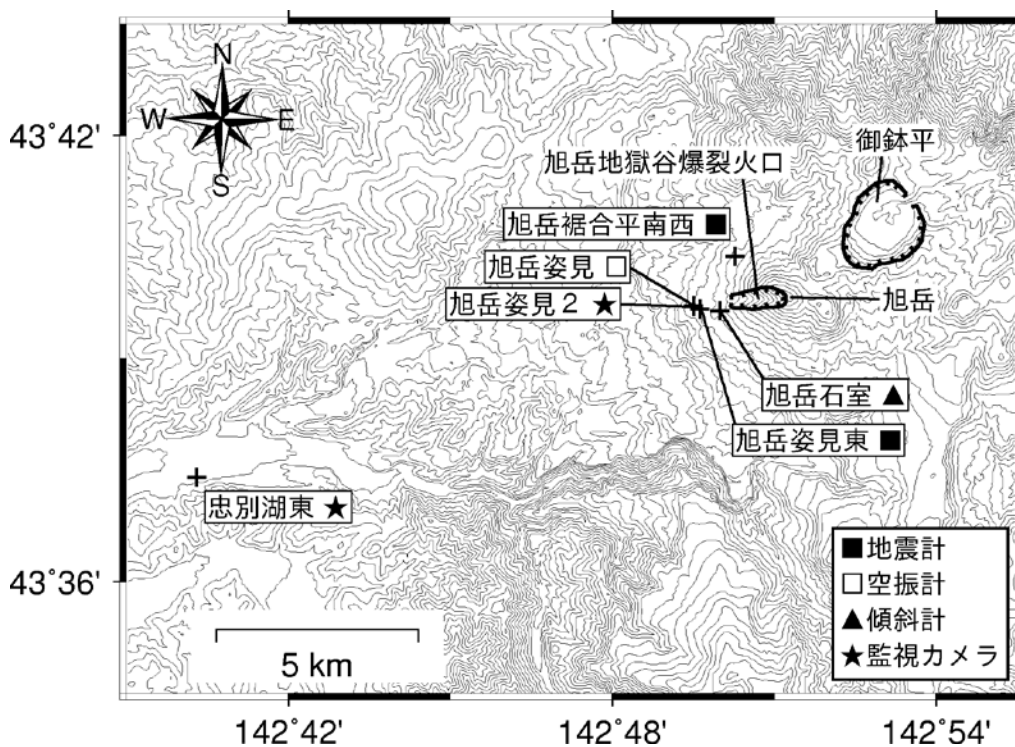 N
W E
S
43°42'
御鉢平
旭岳地獄谷爆裂火口
旭岳裾合平南西 ■
旭岳姿見 □
旭岳姿見2 ★
旭岳
旭岳石室 ▲
旭岳姿見東 ■
忠別湖東 ★
43°36'
■地震計
□空振計
▲傾斜計
★監視カメラ
5 km
142°42'
142°48'
142°54'